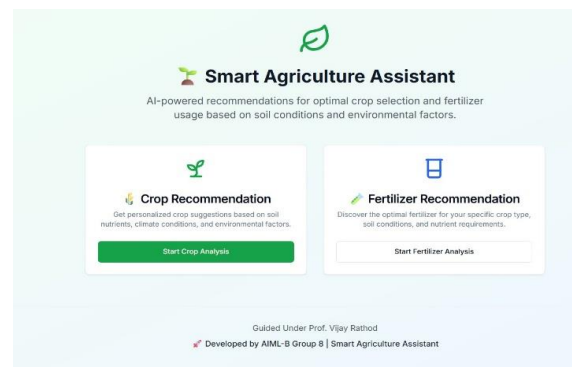 Smart Agriculture Assistant
AI-powered recommendations for optimal crop selection and fertilizer
usage based on soil conditions and environmental factors.
Crop Recommendation
Get personalized crop suggestions based on soil
nutrients, climate conditions, and environmental factors.
Start Crop Analysis
Fertilizer Recommendation
Discover the optimal fertilizer for your specific crop type,
soil conditions, and nutrient requirements.
Start Fertilizer Analysis
Guided Under Prof. Vijay Rathod
Developed by AIML-B Group 8 | Smart Agriculture Assistant